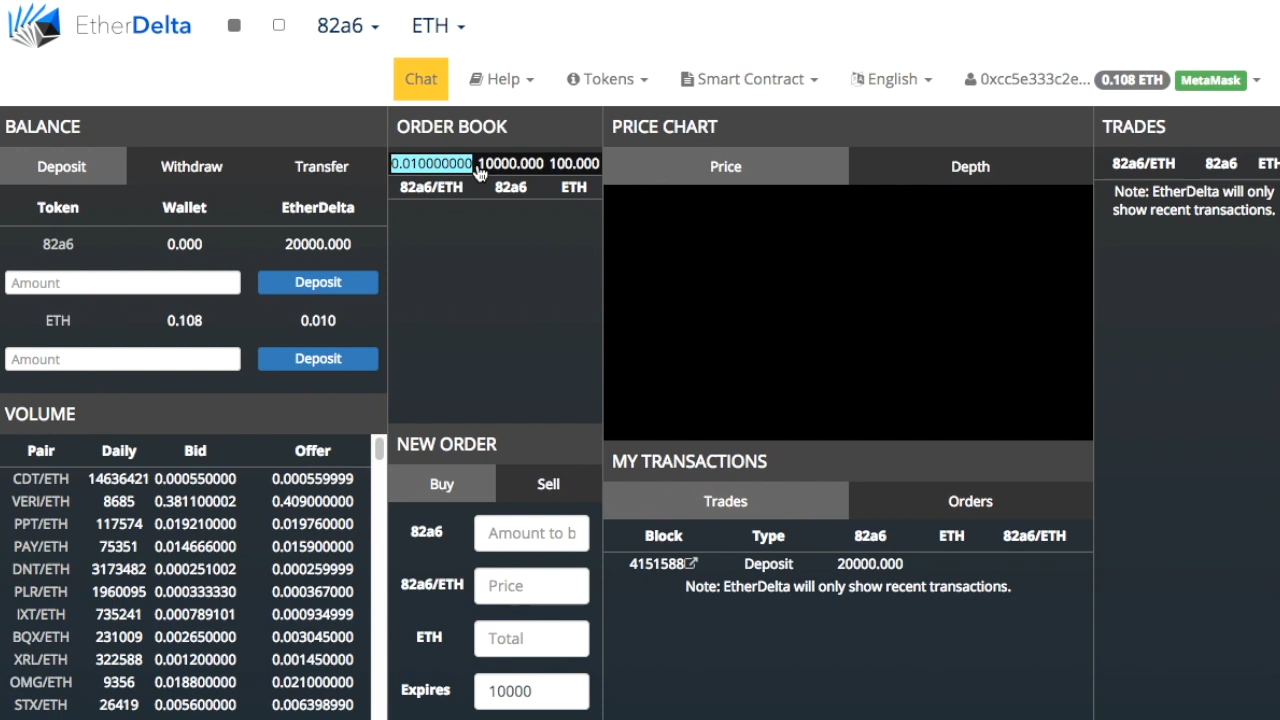 EtherDelta 82a6 ETH
Chat Help Tokens Smart Contract English 0xcc5e333c2e... 0.108 ETH MetaMask
BALANCE
Deposit Withdraw Transfer
Token Wallet EtherDelta
82a6 0.000 20000.000
Amount Deposit
ETH 0.108 0.010
Amount Deposit
VOLUME
Pair Daily Bid Offer
CDT/ETH 14636421 0.000550000 0.000559999
VERI/ETH 8685 0.381100002 0.409000000
PPT/ETH 117574 0.019210000 0.019760000
PAY/ETH 75351 0.014666000 0.015900000
DNT/ETH 3173482 0.000251002 0.000259999
PLR/ETH 1960095 0.000333330 0.000367000
IXT/ETH 735241 0.000789101 0.000934999
BQX/ETH 231009 0.002650000 0.003045000
XRL/ETH 322588 0.001200000 0.001450000
OMG/ETH 9356 0.018800000 0.021000000
STX/ETH 26419 0.005600000 0.006398990
ORDER BOOK
0.010000000 10000.000 100.000
82a6/ETH 82a6 ETH
NEW ORDER
Buy Sell
82a6 Amount to b
82a6/ETH Price
ETH Total
Expires 10000
PRICE CHART
Price Depth
MY TRANSACTIONS
Trades Orders
Block Type 82a6 ETH 82a6/ETH
4151588 Deposit 20000.000
Note: EtherDelta will only show recent transactions.
TRADES
82a6/ETH 82a6 ETH
Note: EtherDelta will only
show recent transactions.